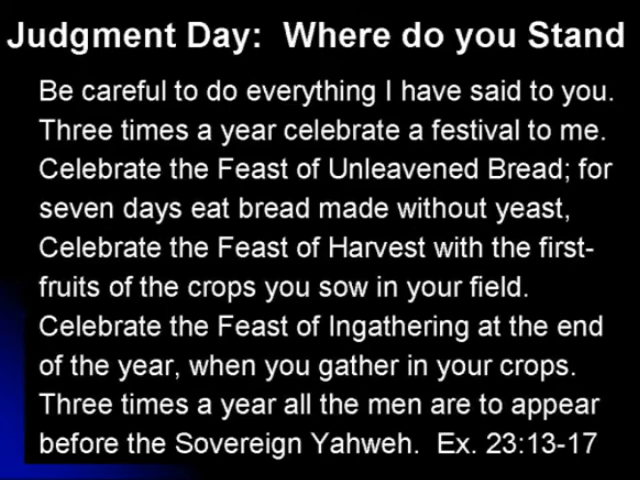 Judgment Day:  Where do you Stand
Be careful to do everything I have said to you.
Three times a year celebrate a festival to me.
Celebrate the Feast of Unleavened Bread; for
seven days eat bread made without yeast,
Celebrate the Feast of Harvest with the first-
fruits of the crops you sow in your field.
Celebrate the Feast of Ingathering at the end
of the year, when you gather in your crops.
Three times a year all the men are to appear
before the Sovereign Yahweh.  Ex. 23:13-17